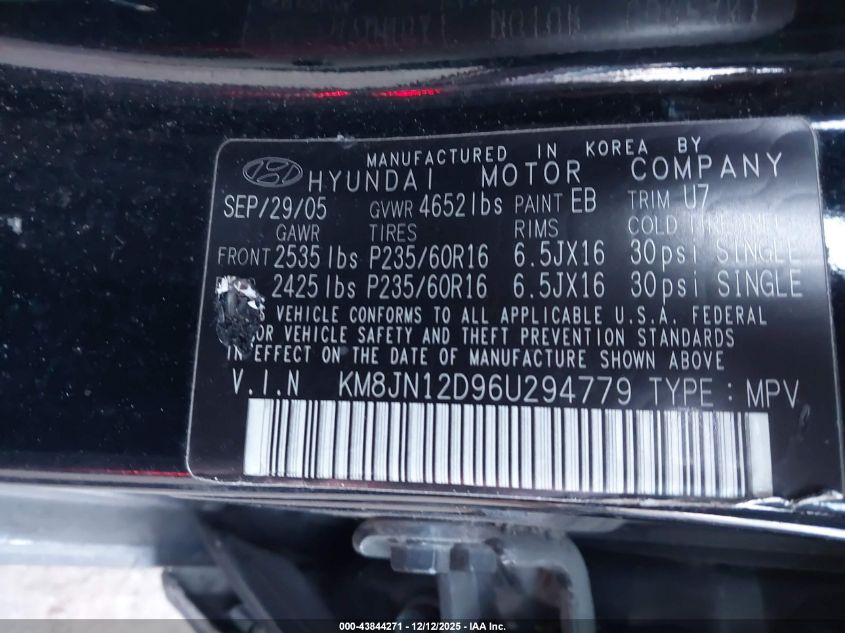 MANUFACTURED IN KOREA BY
HYUNDAI MOTOR COMPANY
SEP/29/05 GVWR 4652lbs PAINT EB TRIM U7
GAWR TIRES RIMS COLD TIRE
FRONT 2535lbs P235/60R16 6.5JX16 30psi SINGLE
2425lbs P235/60R16 6.5JX16 30psi SINGLE
VEHICLE CONFORMS TO ALL APPLICABLE U.S.A. FEDERAL
VEHICLE SAFETY AND THEFT PREVENTION STANDARDS
IN EFFECT ON THE DATE OF MANUFACTURE SHOWN ABOVE
V.I.N KM8JN12D96U294779 TYPE : MPV
000-43844271 - 12/12/2025 - IAA Inc.